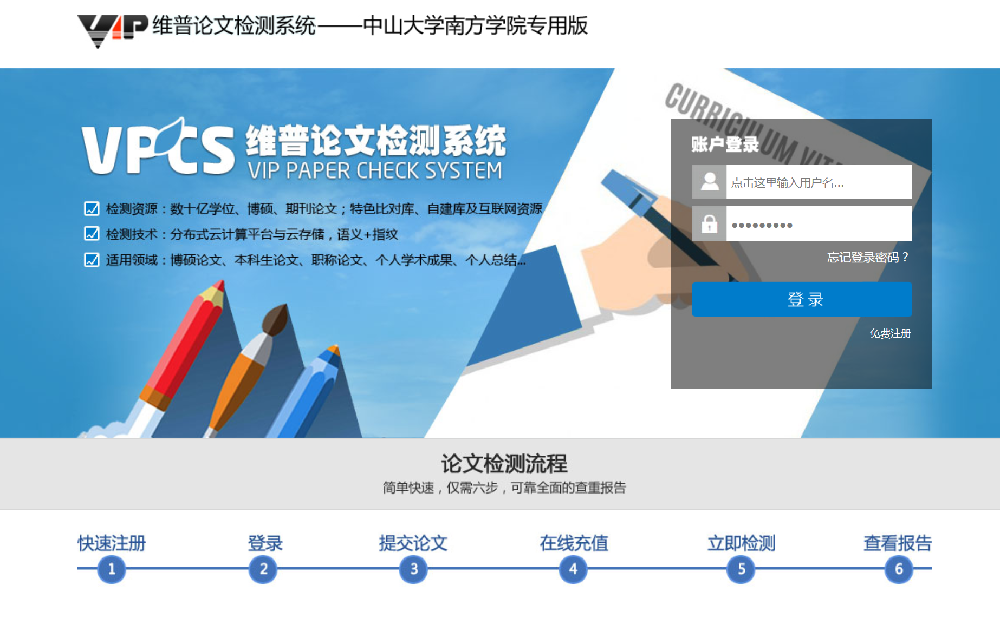 VIP 维普论文检测系统——中山大学南方学院专用版
CURRICULUM VIT
VPCS 维普论文检测系统
VIP PAPER CHECK SYSTEM
检测资源：数十亿学位、博硕、期刊论文；特色比对库、自建库及互联网资源
检测技术：分布式云计算平台与云存储，语义+指纹
适用领域：博硕论文、本科生论文、职称论文、个人学术成果、个人总结...
账户登录
点击这里输入用户名...
•••••••••
忘记登录密码？
登 录
免费注册
论文检测流程
简单快速，仅需六步，可靠全面的查重报告
快速注册 登录 提交论文 在线充值 立即检测 查看报告
1 2 3 4 5 6